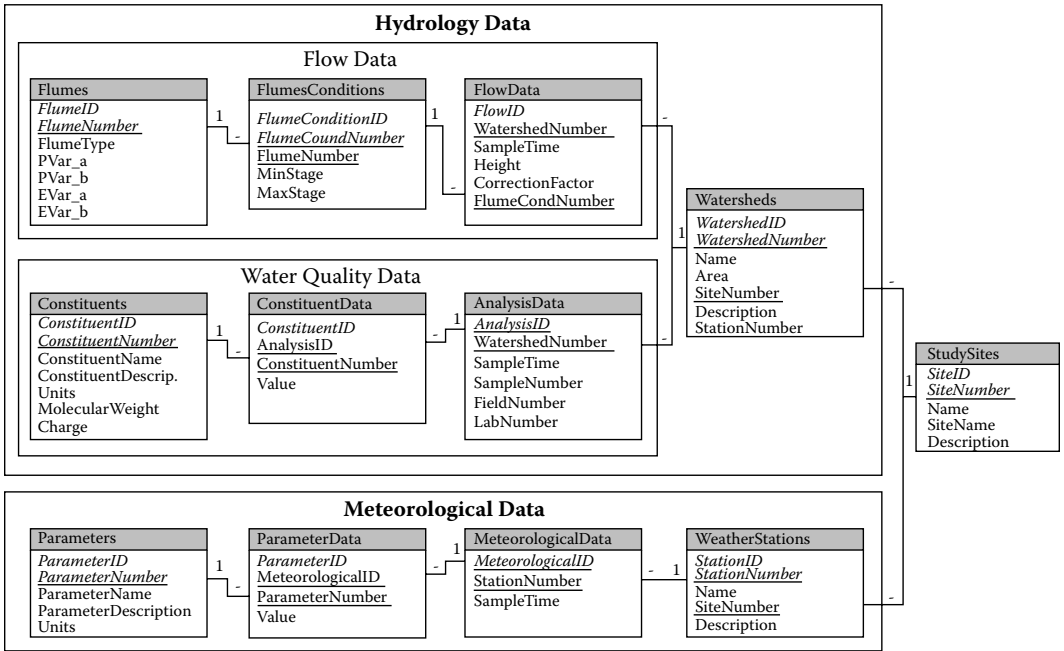 Hydrology Data
Flow Data
Flumes
FlumeID
FlumeNumber
FlumeType
PVar_a
PVar_b
EVar_a
EVar_b
1
-
FlumesConditions
FlumeConditionID
FlumeCoundNumber
FlumeNumber
MinStage
MaxStage
1
-
FlowData
FlowID
WatershedNumber
SampleTime
Height
CorrectionFactor
FlumeCondNumber
-
Water Quality Data
Constituents
ConstituentID
ConstituentNumber
ConstituentName
ConstituentDescrip.
Units
MolecularWeight
Charge
1
-
ConstituentData
ConstituentID
AnalysisID
ConstituentNumber
Value
-
1
AnalysisData
AnalysisID
WatershedNumber
SampleTime
SampleNumber
FieldNumber
LabNumber
-
1
Watersheds
WatershedID
WatershedNumber
Name
Area
SiteNumber
Description
StationNumber
-
1
StudySites
SiteID
SiteNumber
Name
SiteName
Description
Meteorological Data
Parameters
ParameterID
ParameterNumber
ParameterName
ParameterDescription
Units
1
-
ParameterData
ParameterID
MeteorologicalID
ParameterNumber
Value
-
1
MeteorologicalData
MeteorologicalID
StationNumber
SampleTime
-
1
WeatherStations
StationID
StationNumber
Name
SiteNumber
Description
-